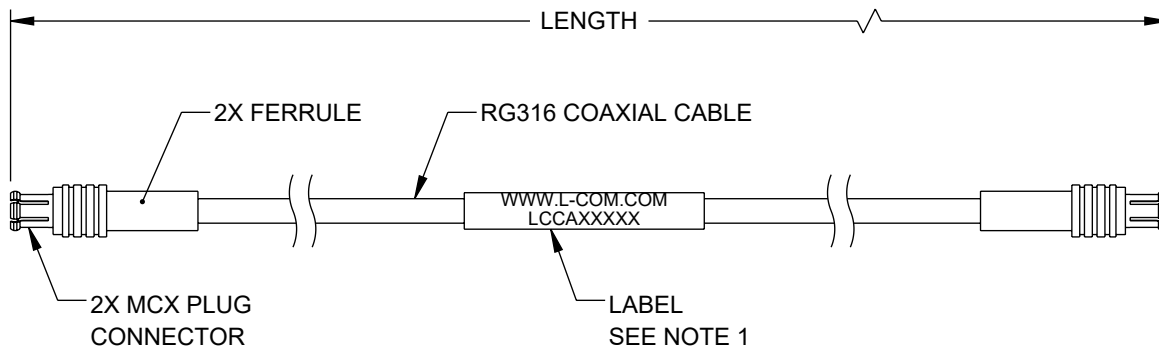 LENGTH
2X FERRULE
RG316 COAXIAL CABLE
WWW.L-COM.COM
LCCAXXXXX
2X MCX PLUG
CONNECTOR
LABEL
SEE NOTE 1